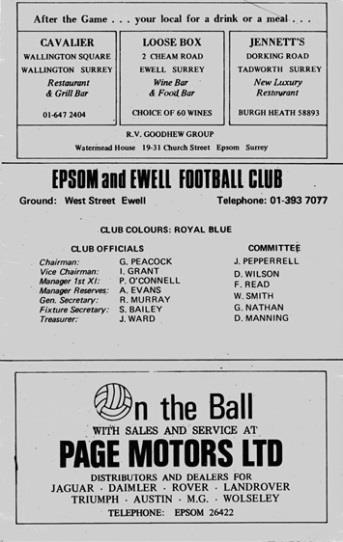 After the Game . . . your local for a drink or a meal . . .
CAVALIER
WALLINGTON SQUARE
WALLINGTON SURREY
Restaurant
& Grill Bar
01-647 2404
LOOSE BOX
2 CHEAM ROAD
EWELL SURREY
Wine Bar
& Food Bar
CHOICE OF 60 WINES
JENNETT'S
DORKING ROAD
TADWORTH SURREY
New Luxury
Restaurant
BURGH HEATH 58893
R.V. GOODHEW GROUP
Watermead House 19-31 Church Street Epsom Surrey
EPSOM and EWELL FOOTBALL CLUB
Ground: West Street Ewell Telephone: 01-393 7077
CLUB COLOURS: ROYAL BLUE
CLUB OFFICIALS
Chairman: G. PEACOCK
Vice Chairman: I. GRANT
Manager 1st XI: P. O'CONNELL
Manager Reserves: A. EVANS
Gen. Secretary: R. MURRAY
Fixture Secretary: S. BAILEY
Treasurer: J. WARD
COMMITTEE
J. PEPPERRELL
D. WILSON
F. READ
W. SMITH
G. NATHAN
D. MANNING
On the Ball
WITH SALES AND SERVICE AT
PAGE MOTORS LTD
DISTRIBUTORS AND DEALERS FOR
JAGUAR · DAIMLER · ROVER · LANDROVER
TRIUMPH · AUSTIN · M.G. · WOLSELEY
TELEPHONE: EPSOM 26422